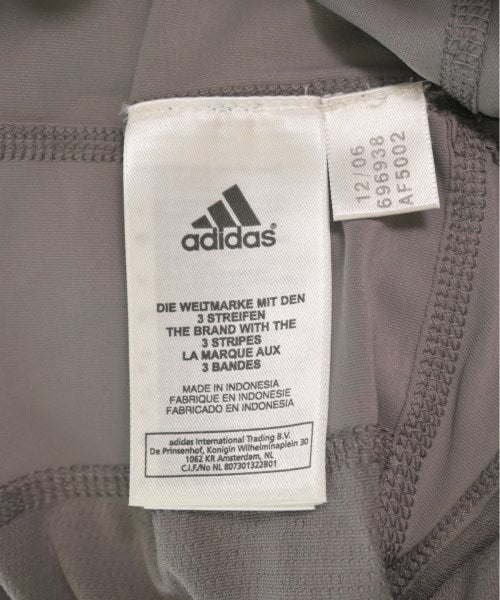 adidas
DIE WELTMARKE MIT DEN
3 STREIFEN
THE BRAND WITH THE
3 STRIPES
LA MARQUE AUX
3 BANDES
MADE IN INDONESIA
FABRIQUE EN INDONESIE
FABRICADO EN INDONESIE
adidas International Trading B.V.
De Prinsenhof, Konigin Wilhelminaplein 30
1062 KR Amsterdam, NL
C.I.F./No NL 807301322B01
12/06
696938
AF5002